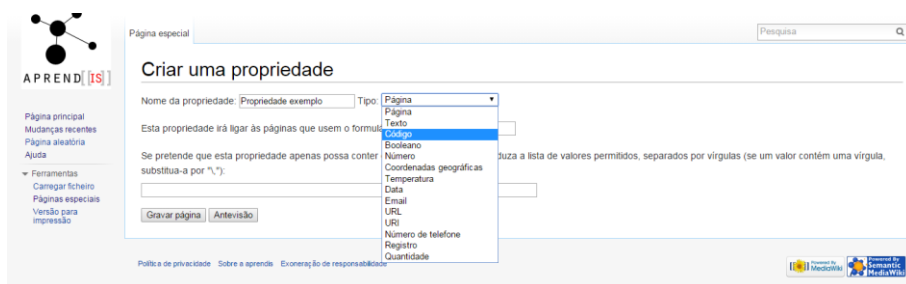 APREND[[IS]]
Página principal
Mudanças recentes
Página aleatória
Ajuda
Ferramentas
Carregar ficheiro
Páginas especiais
Versão para
impressão
Página especial
Pesquisa
Criar uma propriedade
Nome da propriedade: Propriedade exemplo Tipo: Página
Página
Texto
Código
Booleano
Número
Coordenadas geográficas
Temperatura
Data
Email
URL
URI
Número de telefone
Registro
Quantidade
Esta propriedade irá ligar às páginas que usem o formul
Se pretende que esta propriedade apenas possa conter duza a lista de valores permitidos, separados por vírgulas (se um valor contém uma vírgula,
substitua-a por "\,"):
Gravar página Antevisão
Política de privacidade Sobre a aprendis Exoneração de responsabilidade
Powered By MediaWiki
Powered By Semantic MediaWiki